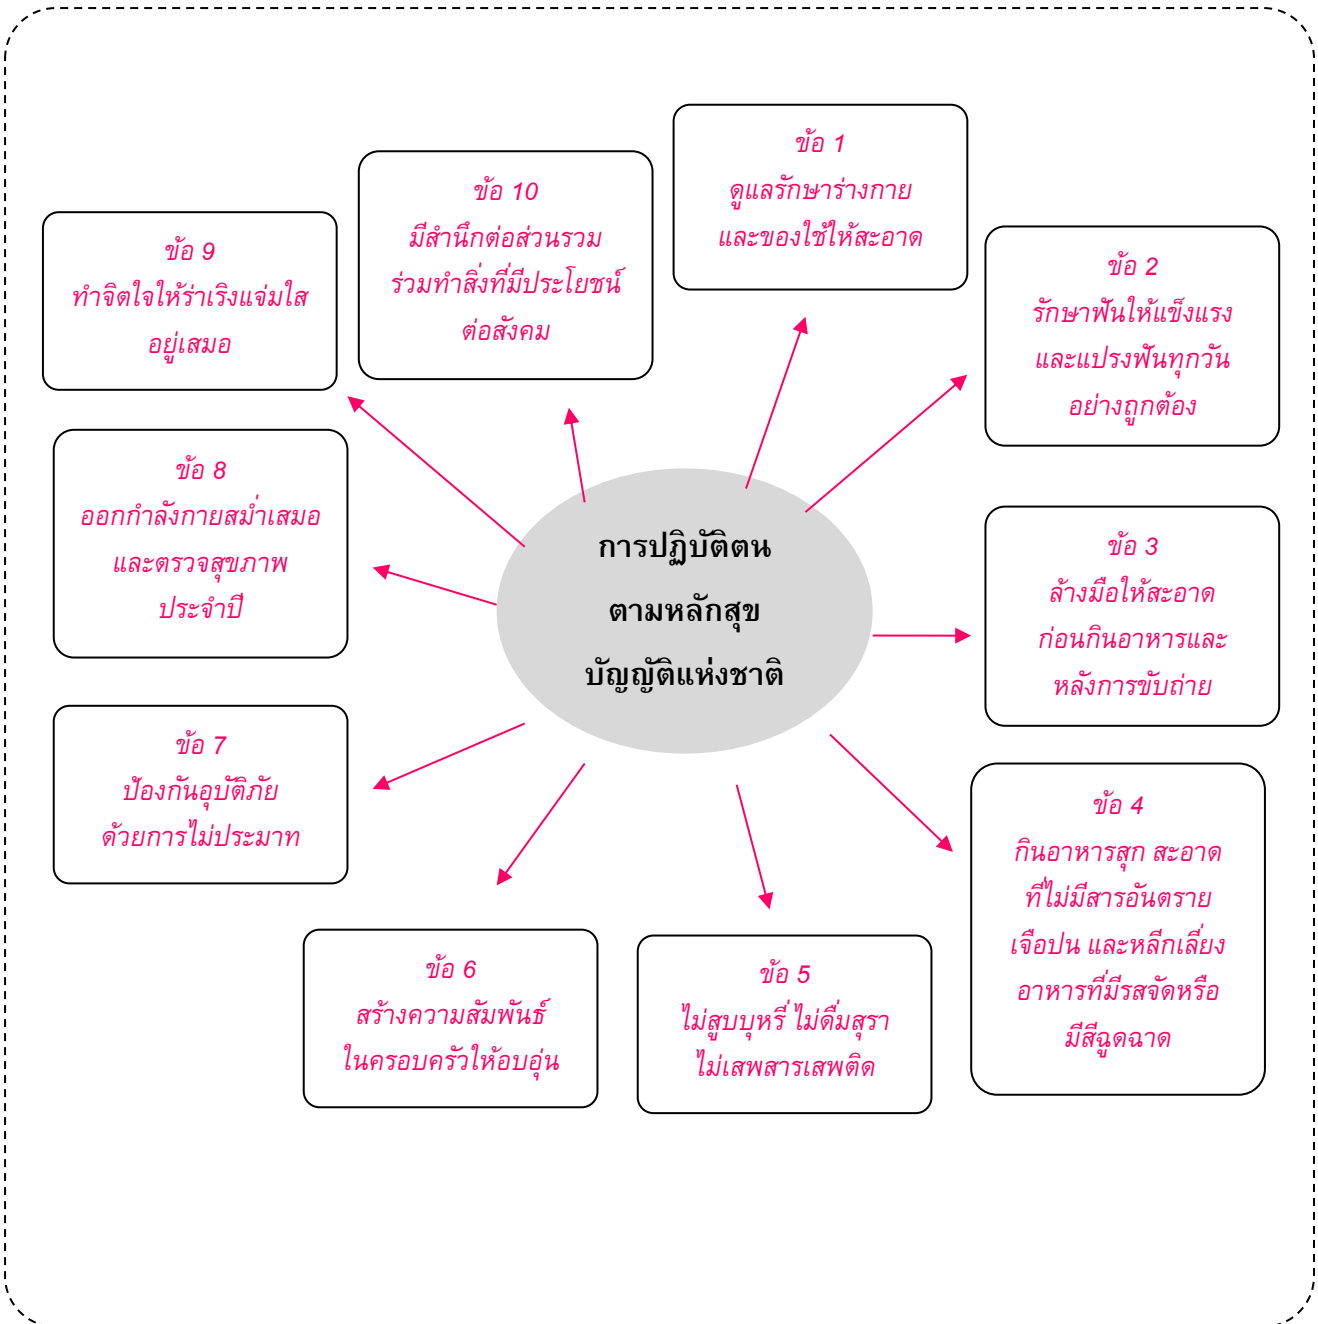 การปฏิบัติตน
ตามหลักสุข
บัญญัติแห่งชาติ
ข้อ 1
ดูแลรักษาร่างกาย
และของใช้ให้สะอาด
ข้อ 2
รักษาฟันให้แข็งแรง
และแปรงฟันทุกวัน
อย่างถูกต้อง
ข้อ 3
ล้างมือให้สะอาด
ก่อนกินอาหารและ
หลังการขับถ่าย
ข้อ 4
กินอาหารสุก สะอาด
ที่ไม่มีสารอันตราย
เจือปน และหลีกเลี่ยง
อาหารที่มีรสจัดหรือ
มีสีฉูดฉาด
ข้อ 5
ไม่สูบบุหรี่ ไม่ดื่มสุรา
ไม่เสพสารเสพติด
ข้อ 6
สร้างความสัมพันธ์
ในครอบครัวให้อบอุ่น
ข้อ 7
ป้องกันอุบัติภัย
ด้วยการไม่ประมาท
ข้อ 8
ออกกำลังกายสม่ำเสมอ
และตรวจสุขภาพ
ประจำปี
ข้อ 9
ทำจิตใจให้ร่าเริงแจ่มใส
อยู่เสมอ
ข้อ 10
มีสำนึกต่อส่วนรวม
ร่วมทำสิ่งที่มีประโยชน์
ต่อสังคม